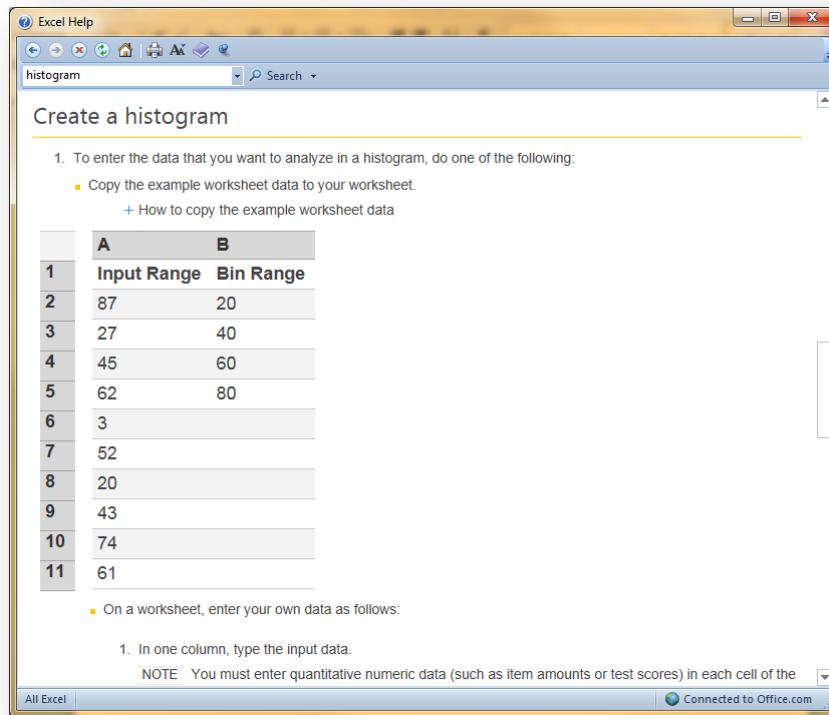 Excel Help
histogram
Search
Create a histogram
1. To enter the data that you want to analyze in a histogram, do one of the following:
Copy the example worksheet data to your worksheet.
+ How to copy the example worksheet data
A B
1 Input Range Bin Range
2 87 20
3 27 40
4 45 60
5 62 80
6 3
7 52
8 20
9 43
10 74
11 61
On a worksheet, enter your own data as follows:
1. In one column, type the input data.
NOTE You must enter quantitative numeric data (such as item amounts or test scores) in each cell of the
All Excel Connected to Office.com